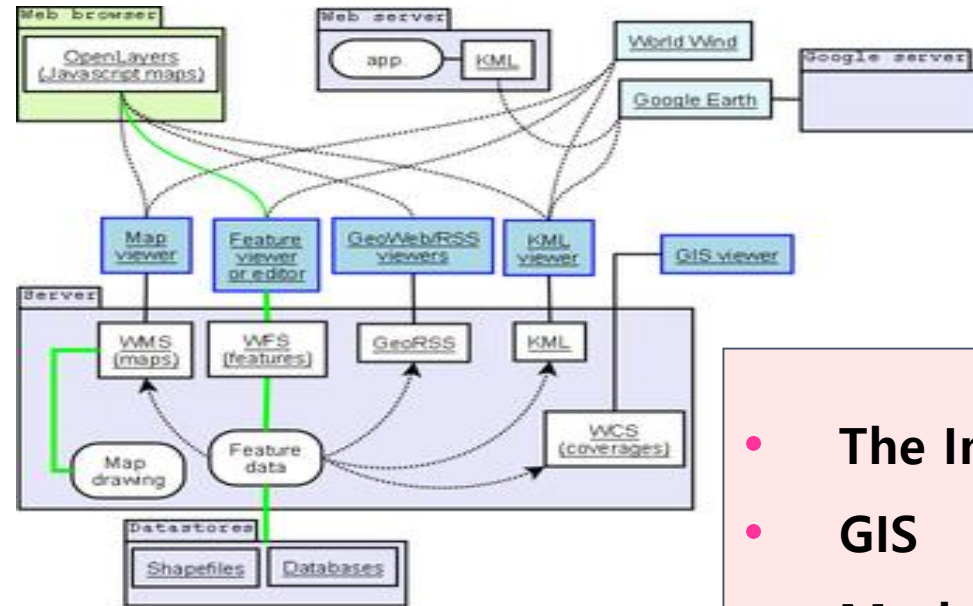 Web browser
OpenLayers
(Javascript maps)
Web server
app
KML
World Wind
Google Earth
Google server
Map
viewer
Feature
viewer
or editor
GeoWeb/RSS
viewers
KML
viewer
GIS viewer
Server
WMS
(maps)
WFS
(features)
GeoRSS
KML
Map
drawing
Feature
data
WCS
(coverages)
Datastores
Shapefiles
Databases
• The
• GIS